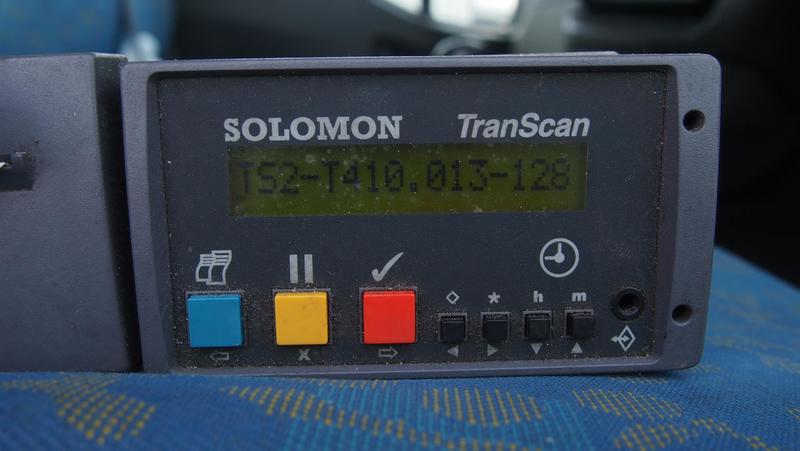 SOLOMON TranScan
TS2-T410.013-128
h m
x